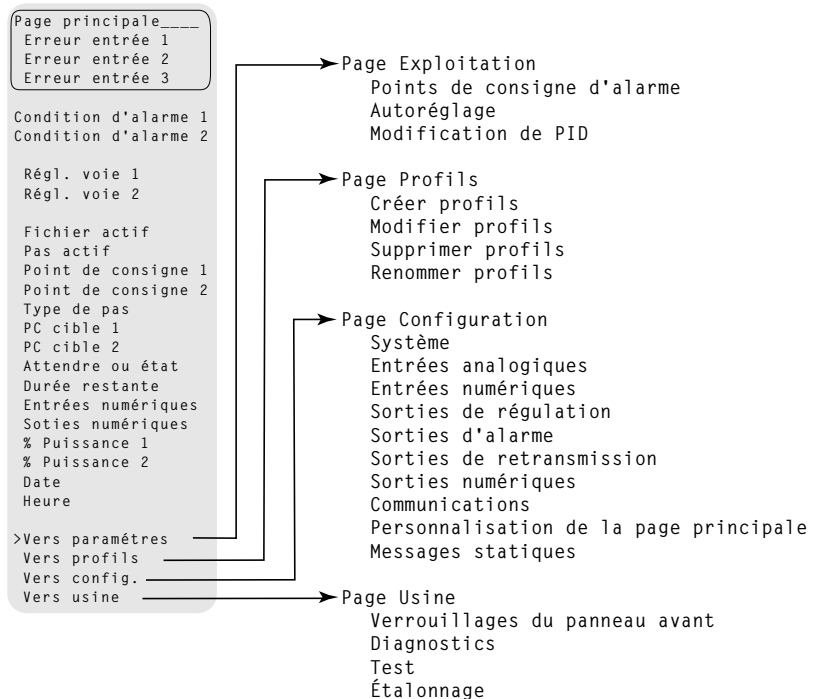 Page principale____
Erreur entrée 1
Erreur entrée 2
Erreur entrée 3
Condition d'alarme 1
Condition d'alarme 2
Régl. voie 1
Régl. voie 2
Fichier actif
Pas actif
Point de consigne 1
Point de consigne 2
Type de pas
PC cible 1
PC cible 2
Attendre ou état
Durée restante
Entrées numériques
Soties numériques
% Puissance 1
% Puissance 2
Date
Heure
>Vers paramétres
Vers profils
Vers config.
Vers usine
Page Exploitation
Points de consigne d'alarme
Autoréglage
Modification de PID
Page Profils
Créer profils
Modifier profils
Supprimer profils
Renommer profils
Page Configuration
Système
Entrées analogiques
Entrées numériques
Sorties de régulation
Sorties d'alarme
Sorties de retransmission
Sorties numériques
Communications
Personnalisation de la page principale
Messages statiques
Page Usine
Verrouillages du panneau avant
Diagnostics
Test
Étalonnage